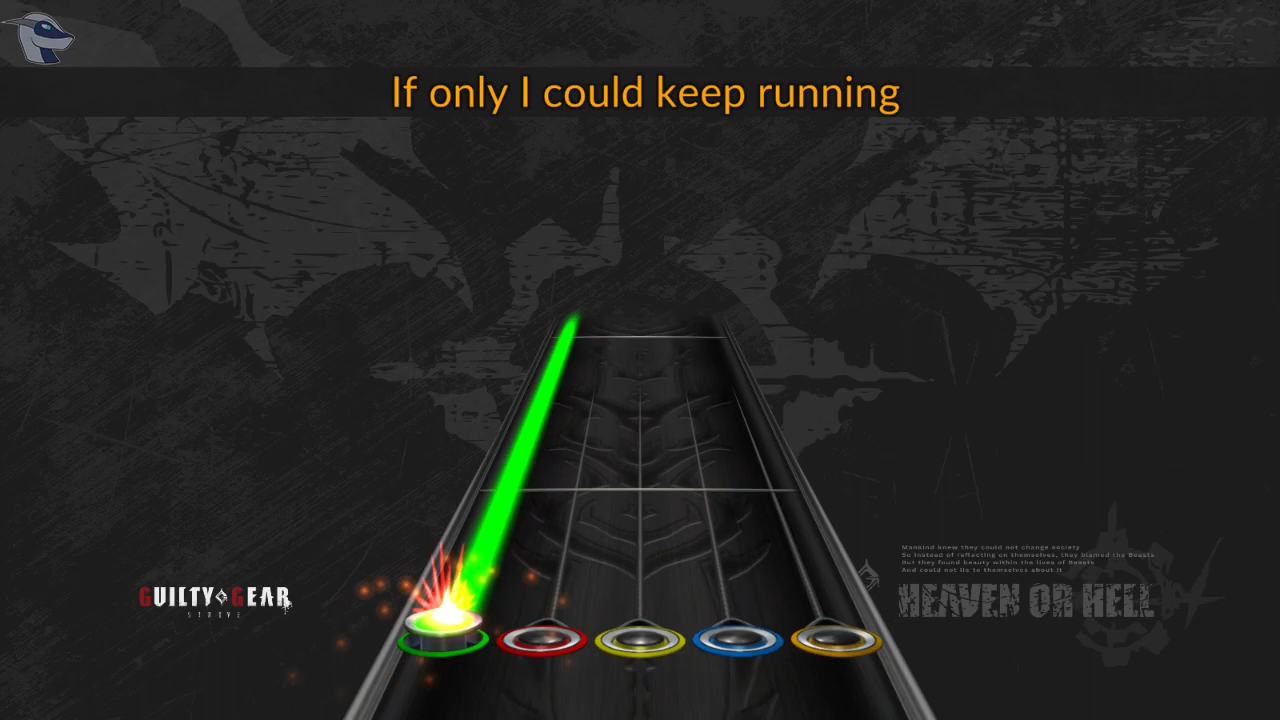 If only I could keep running
Mankind knew they could not change society
So instead of reflecting on themselves, they blamed the Beasts
But they found beauty within the lives of Beasts
And could not lie to themselves about it
GUILTY GEAR
STRIVE
HEAVEN OR HELL